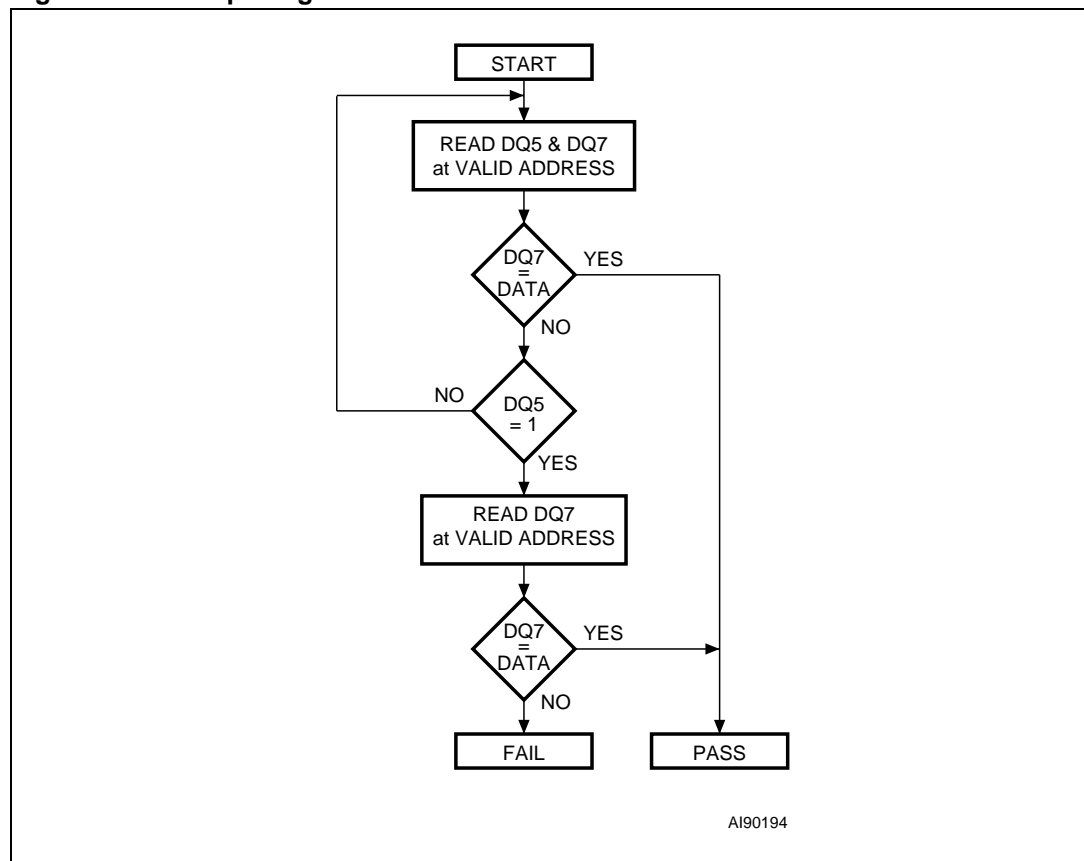 START
READ DQ5 & DQ7
at VALID ADDRESS
DQ7
=
DATA
YES
NO
NO
DQ5
= 1
YES
READ DQ7
at VALID ADDRESS
DQ7
=
DATA
YES
NO
FAIL
PASS
AI90194